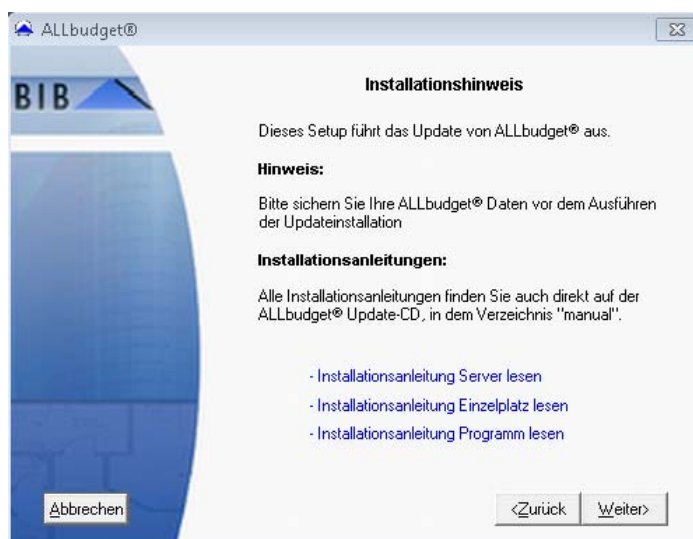 ALLbudget®
BIB
Installationshinweis
Dieses Setup führt das Update von ALLbudget® aus.
Hinweis:
Bitte sichern Sie Ihre ALLbudget® Daten vor dem Ausführen
der Updateinstallation
Installationsanleitungen:
Alle Installationsanleitungen finden Sie auch direkt auf der
ALLbudget® Update-CD, in dem Verzeichnis "manual".
- Installationsanleitung Server lesen
- Installationsanleitung Einzelplatz lesen
- Installationsanleitung Programm lesen
Abbrechen
<Zurück
Weiter>